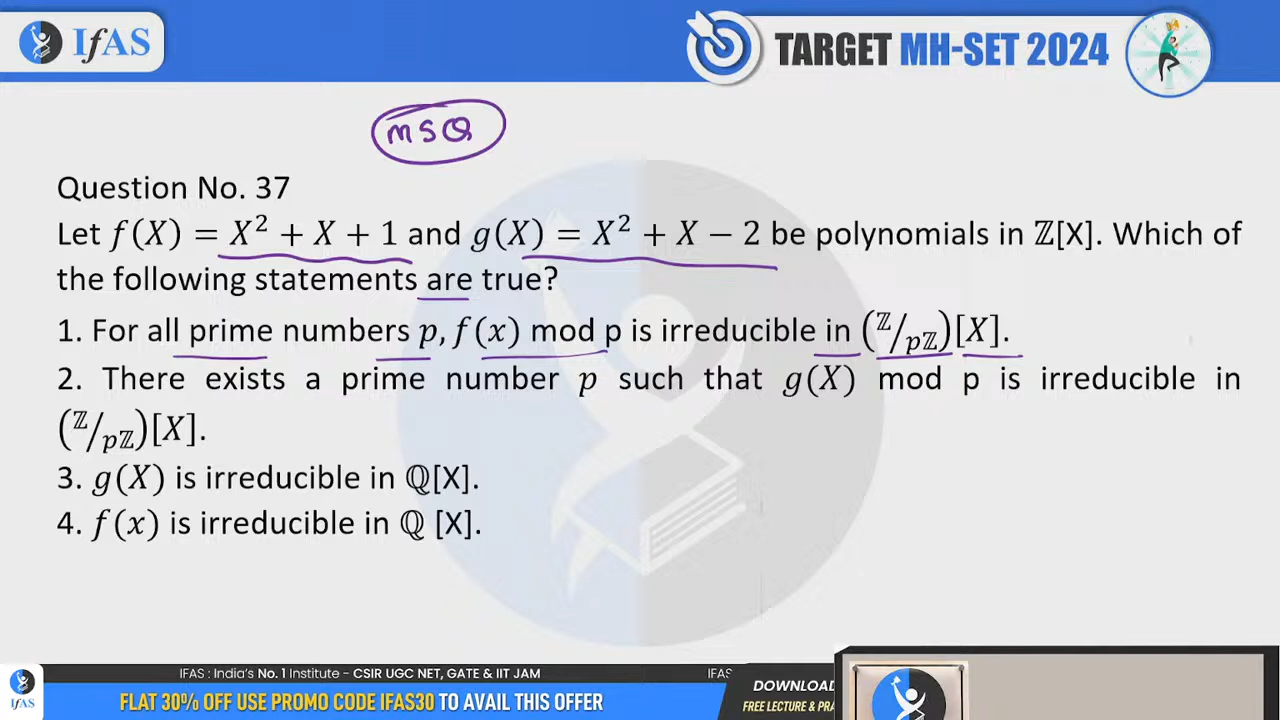 IfAS
TARGET MH-SET 2024
MSQ
Question No. 37
Let f(X) = X² + X + 1 and g(X) = X² + X − 2 be polynomials in ℤ[X]. Which of
the following statements are true?
1. For all prime numbers p, f(x) mod p is irreducible in (ℤ/pℤ)[X].
2. There exists a prime number p such that g(X) mod p is irreducible in
(ℤ/pℤ)[X].
3. g(X) is irreducible in ℚ[X].
4. f(x) is irreducible in ℚ [X].
IFAS : India's No. 1 Institute - CSIR UGC NET, GATE & IIT JAM
IFAS:
IfAS
FLAT 30% OFF USE PROMO CODE IFAS30 TO AVAIL THIS OFFER
DOWNLOAD
FREE LECTURE &